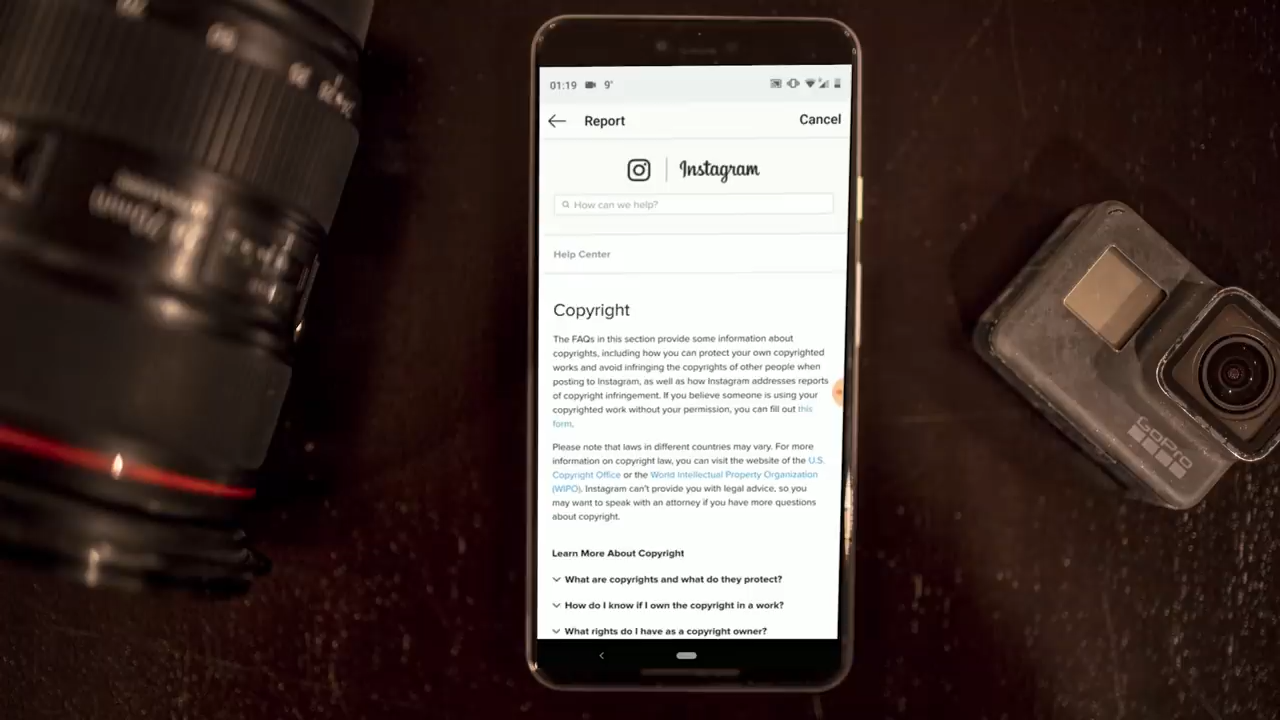 01:19 9°
Report Cancel
Instagram
How can we help?
Help Center
Copyright
The FAQs in this section provide some information about
copyrights, including how you can protect your own copyrighted
works and avoid infringing the copyrights of other people when
posting to Instagram, as well as how Instagram addresses reports
of copyright infringement. If you believe someone is using your
copyrighted work without your permission, you can fill out this
form.
Please note that laws in different countries may vary. For more
information on copyright law, you can visit the website of the U.S.
Copyright Office or the World Intellectual Property Organization
(WIPO). Instagram can't provide you with legal advice, so you
may want to speak with an attorney if you have more questions
about copyright.
Learn More About Copyright
What are copyrights and what do they protect?
How do I know if I own the copyright in a work?
What rights do I have as a copyright owner?
GoPro